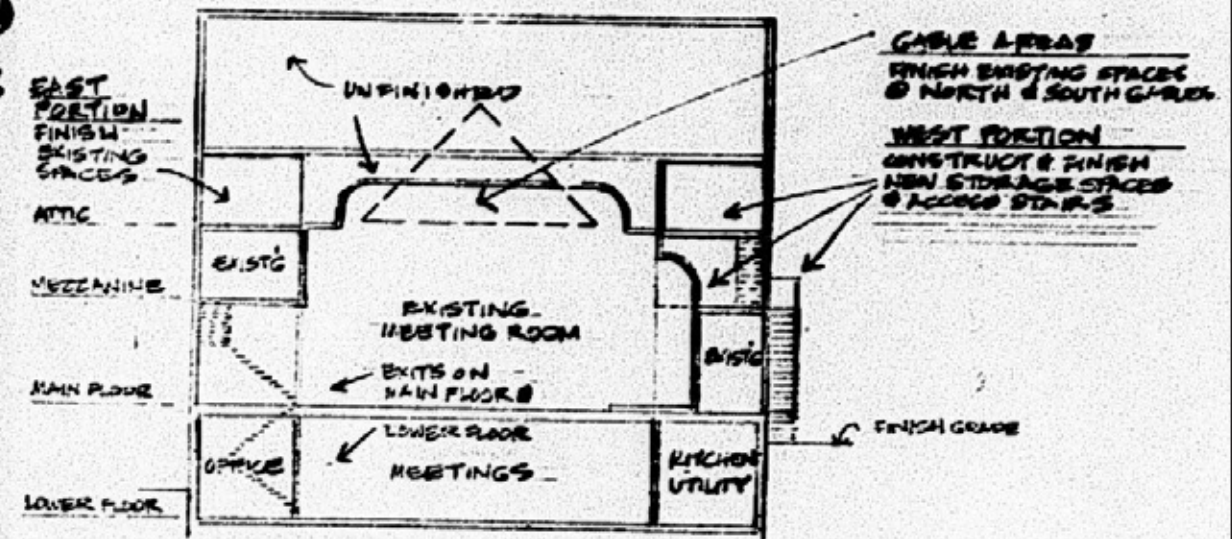 EAST
PORTION
FINISH
EXISTING
SPACES
ATTIC
MEZZANINE
MAIN FLOOR
LOWER FLOOR
UNFINISHED
EXIST'G
EXISTING
MEETING ROOM
EXITS ON
MAIN FLOOR &
LOWER FLOOR
OFFICE
MEETINGS
KITCHEN
UTILITY
EXIST'G
GABLE AREAS
FINISH EXISTING SPACES
@ NORTH & SOUTH GABLES
WEST PORTION
CONSTRUCT & FINISH
NEW STORAGE SPACES
& ACCESS STAIRS
FINISH GRADE